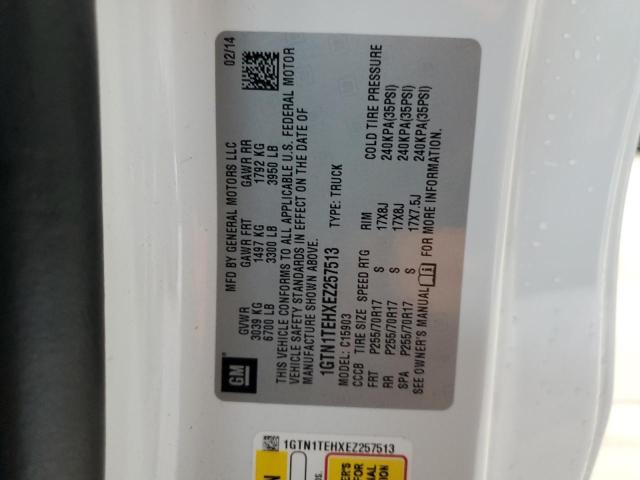 GM
MFD BY GENERAL MOTORS LLC 02/14
GVWR GAWR FRT GAWR RR
3039 KG 1497 KG 1792 KG
6700 LB 3300 LB 3950 LB
THIS VEHICLE CONFORMS TO ALL APPLICABLE U.S. FEDERAL MOTOR
VEHICLE SAFETY STANDARDS IN EFFECT ON THE DATE OF
MANUFACTURE SHOWN ABOVE.
1GTN1TEHXEZ257513 TYPE: TRUCK
MODEL: C15903
CCCB TIRE SIZE SPEED RTG RIM COLD TIRE PRESSURE
FRT P255/70R17 S 17X8J 240KPA(35PSI)
RR P255/70R17 S 17X8J 240KPA(35PSI)
SPA P255/70R17 S 17X7.5J 240KPA(35PSI)
SEE OWNER'S MANUAL FOR MORE INFORMATION.
1GTN1TEHXEZ257513